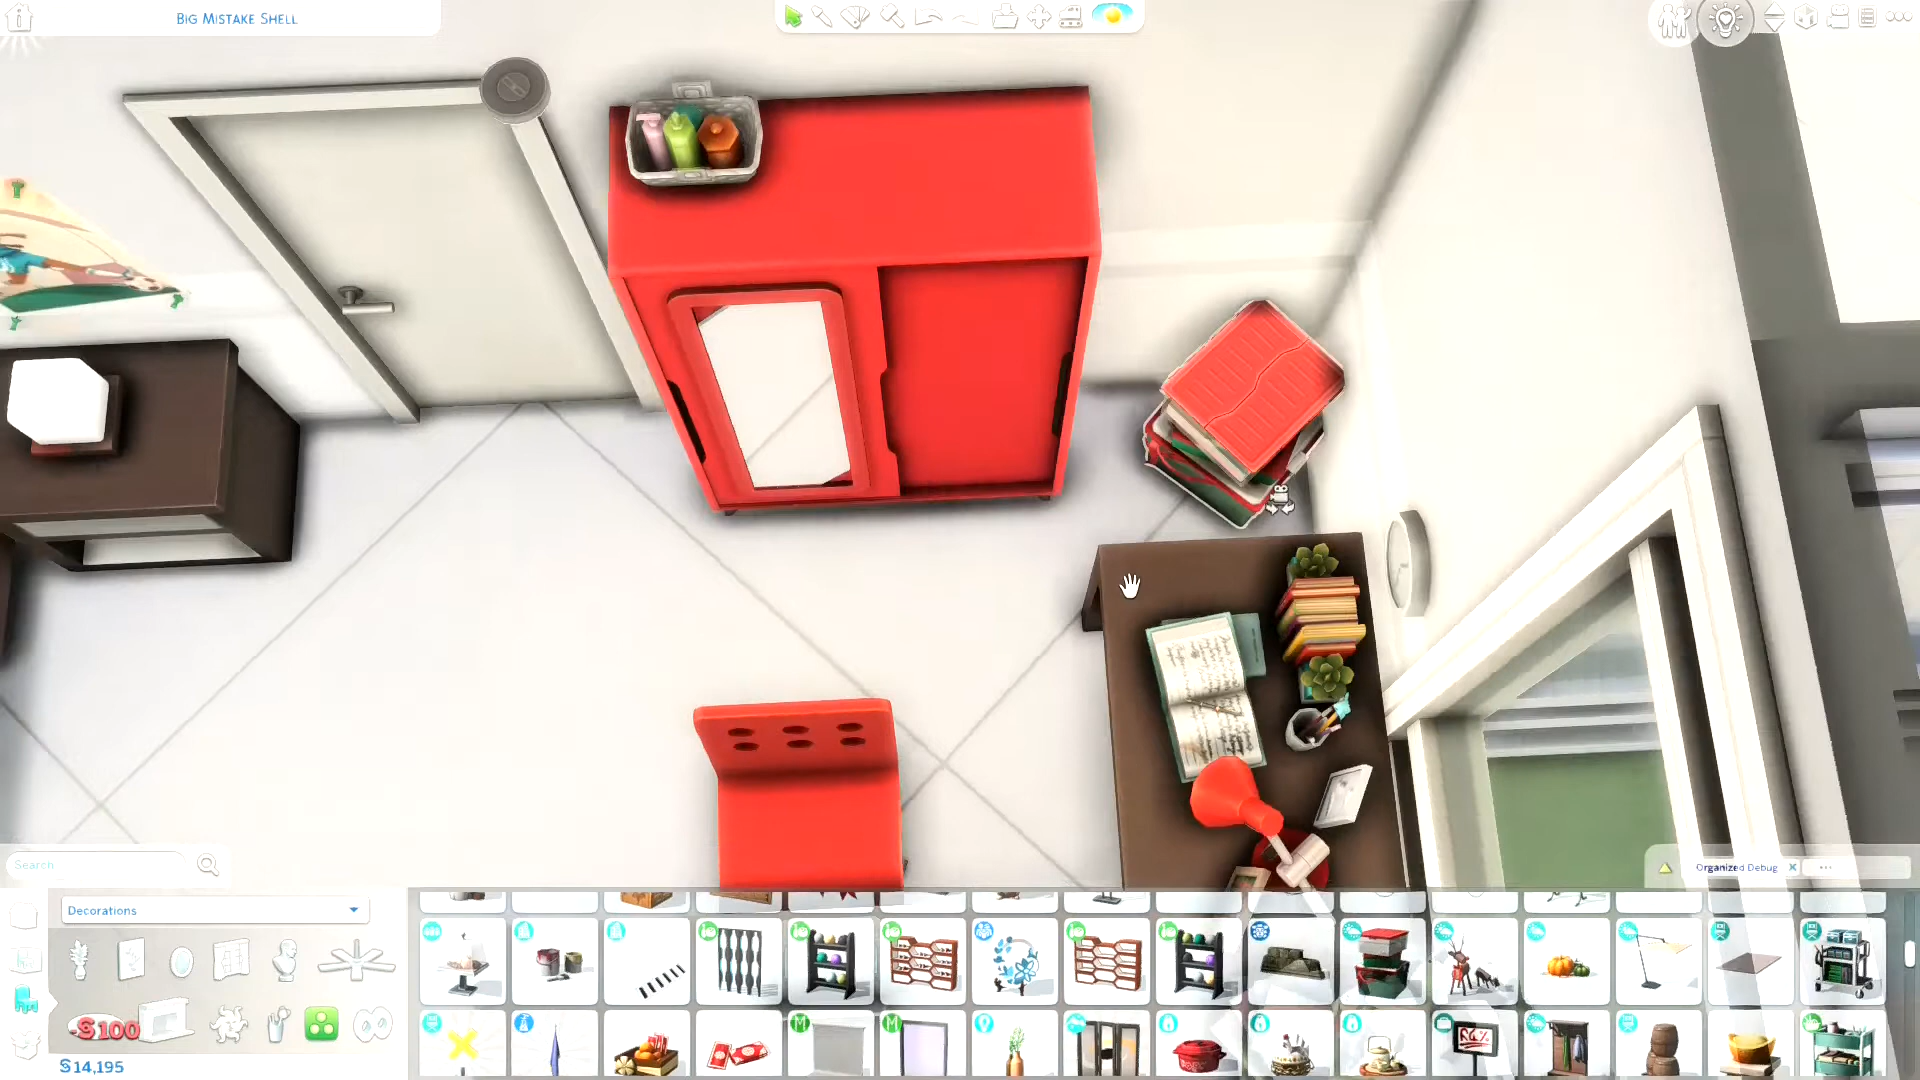 Big Mistake Shell
Search
Organized Debug
Decorations
-§100
§14,195